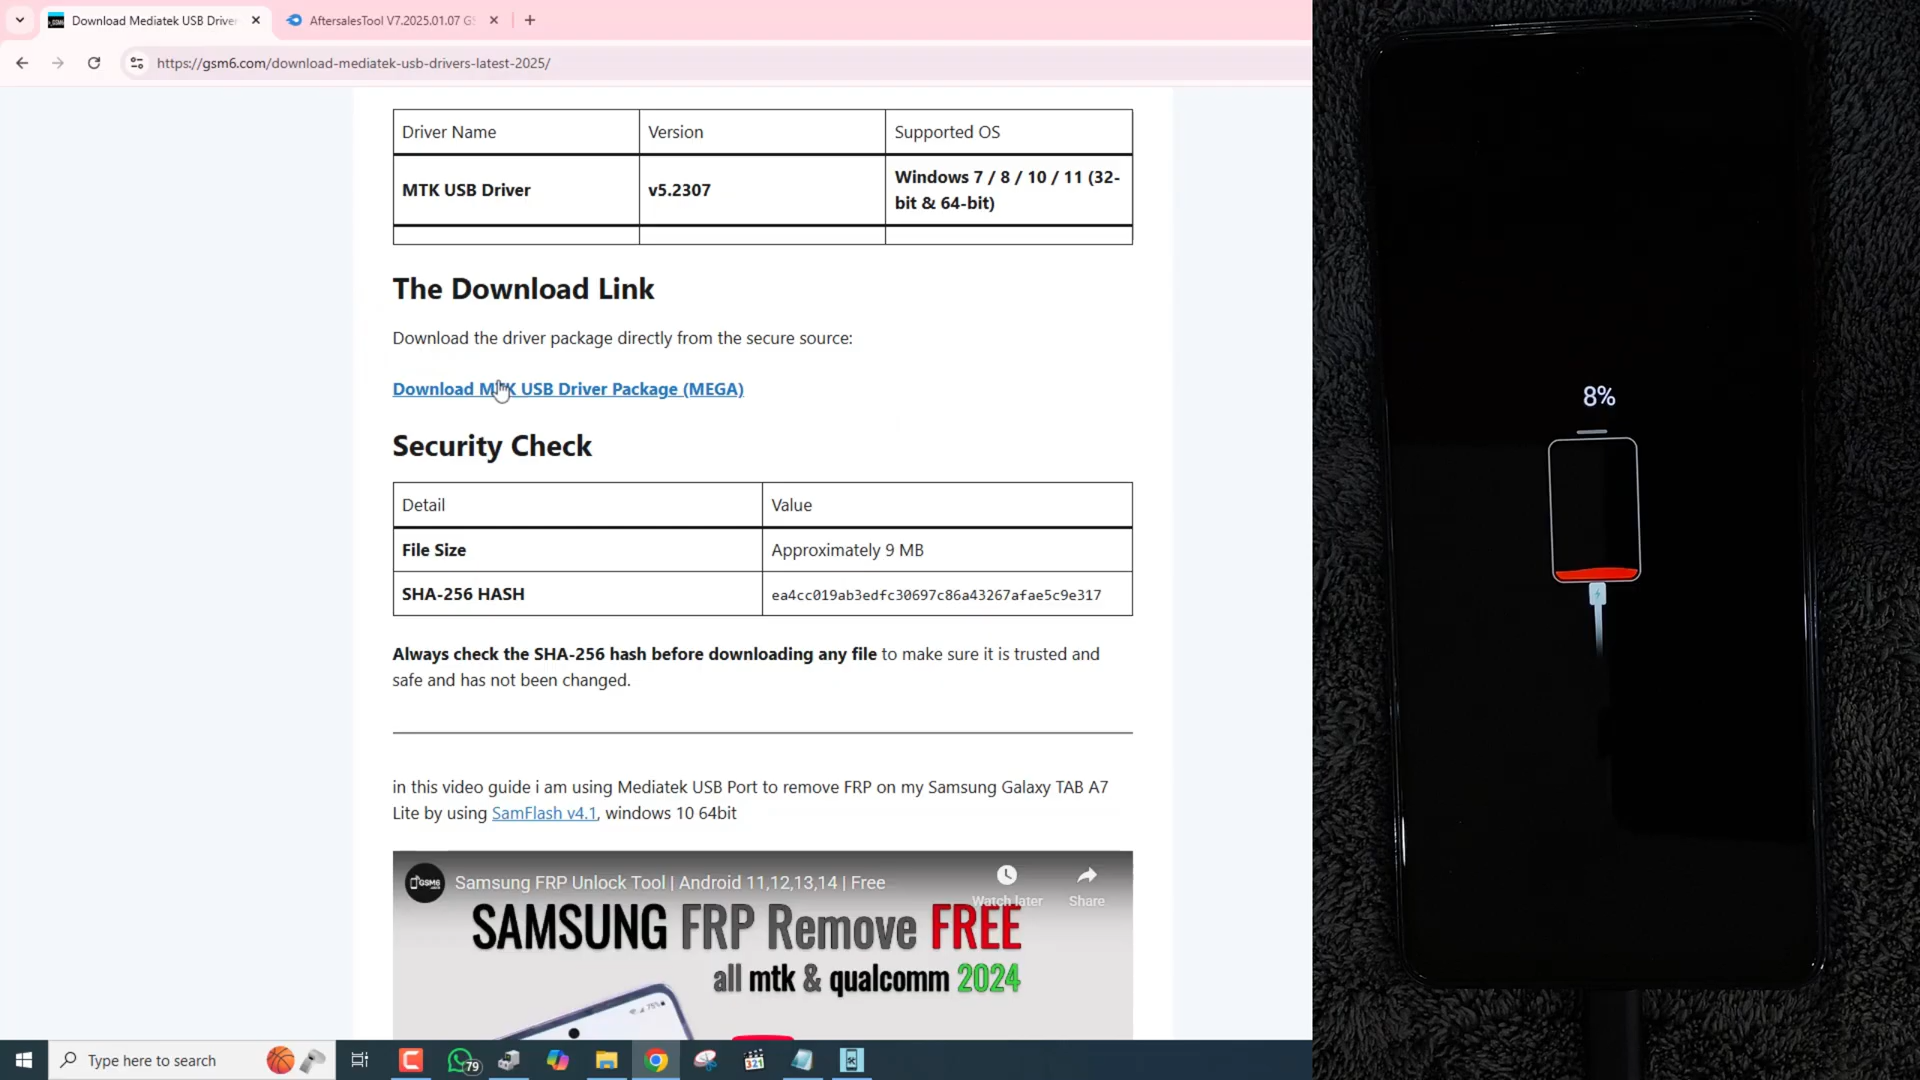 Download Mediatek USB Driver
AftersalesTool V7.2025.01.07 GS
https://gsm6.com/download-mediatek-usb-drivers-latest-2025/
Driver Name
Version
Supported OS
MTK USB Driver
v5.2307
Windows 7 / 8 / 10 / 11 (32-
bit & 64-bit)
The Download Link
Download the driver package directly from the secure source:
Download MTK USB Driver Package (MEGA)
Security Check
Detail
Value
File Size
Approximately 9 MB
SHA-256 HASH
ea4cc019ab3edfc30697c86a43267afae5c9e317
Always check the SHA-256 hash before downloading any file to make sure it is trusted and
safe and has not been changed.
in this video guide i am using Mediatek USB Port to remove FRP on my Samsung Galaxy TAB A7
Lite by using SamFlash v4.1, windows 10 64bit
GSM6
Samsung FRP Unlock Tool | Android 11,12,13,14 | Free
Watch later
Share
SAMSUNG FRP Remove FREE
all mtk & qualcomm 2024
75%
Type here to search
79
321
8%